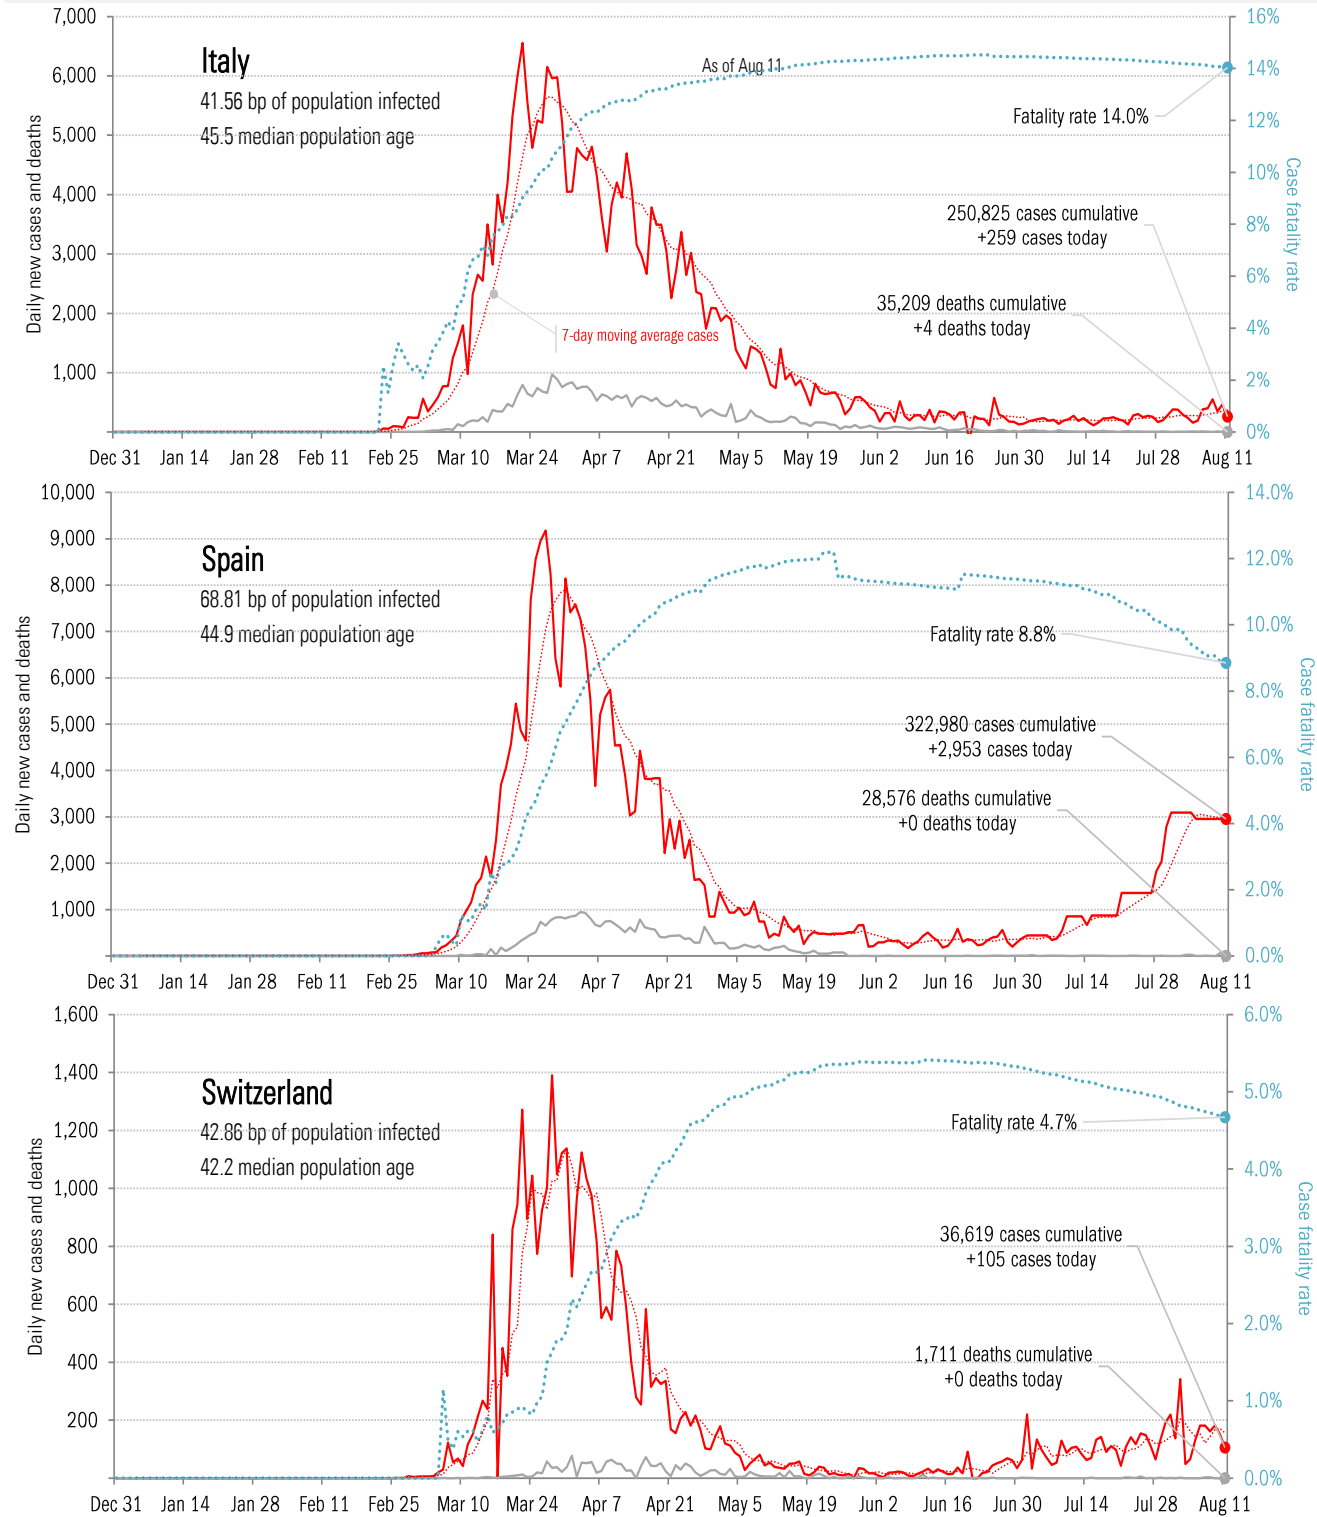 7,000
6,000
5,000
4,000
3,000
2,000
1,000
16%
14%
12%
10%
8%
6%
4%
2%
0%
Daily new cases and deaths
Case fatality rate
Italy
41.56 bp of population infected
45.5 median population age
As of Aug 11
Fatality rate 14.0%
250,825 cases cumulative
+259 cases today
35,209 deaths cumulative
+4 deaths today
7-day moving average cases
Dec 31 Jan 14 Jan 28 Feb 11 Feb 25 Mar 10 Mar 24 Apr 7 Apr 21 May 5 May 19 Jun 2 Jun 16 Jun 30 Jul 14 Jul 28 Aug 11
10,000
9,000
8,000
7,000
6,000
5,000
4,000
3,000
2,000
1,000
14.0%
12.0%
10.0%
8.0%
6.0%
4.0%
2.0%
0.0%
Daily new cases and deaths
Case fatality rate
Spain
68.81 bp of population infected
44.9 median population age
Fatality rate 8.8%
322,980 cases cumulative
+2,953 cases today
28,576 deaths cumulative
+0 deaths today
Dec 31 Jan 14 Jan 28 Feb 11 Feb 25 Mar 10 Mar 24 Apr 7 Apr 21 May 5 May 19 Jun 2 Jun 16 Jun 30 Jul 14 Jul 28 Aug 11
1,600
1,400
1,200
1,000
800
600
400
200
6.0%
5.0%
4.0%
3.0%
2.0%
1.0%
0.0%
Daily new cases and deaths
Case fatality rate
Switzerland
42.86 bp of population infected
42.2 median population age
Fatality rate 4.7%
36,619 cases cumulative
+105 cases today
1,711 deaths cumulative
+0 deaths today
Dec 31 Jan 14 Jan 28 Feb 11 Feb 25 Mar 10 Mar 24 Apr 7 Apr 21 May 5 May 19 Jun 2 Jun 16 Jun 30 Jul 14 Jul 28 Aug 11